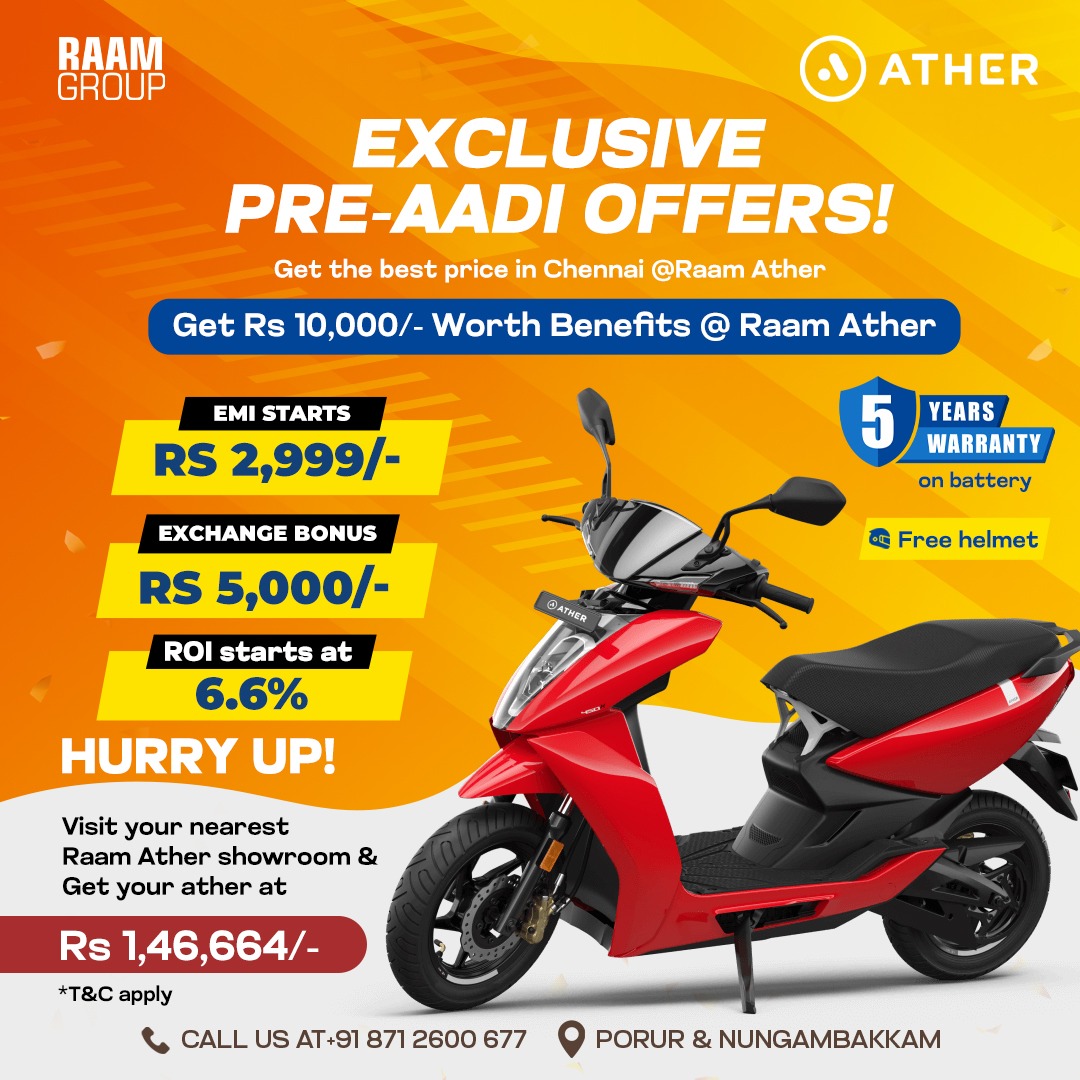 RAAM
GROUP
ATHER
EXCLUSIVE
PRE-AADI OFFERS!
Get the best price in Chennai @Raam Ather
Get Rs 10,000/- Worth Benefits @ Raam Ather
EMI STARTS
RS 2,999/-
EXCHANGE BONUS
RS 5,000/-
ROI starts at
6.6%
5 YEARS
WARRANTY
on battery
Free helmet
ATHER
450
HURRY UP!
Visit your nearest
Raam Ather showroom &
Get your ather at
Rs 1,46,664/-
*T&C apply
CALL US AT+91 871 2600 677
PORUR & NUNGAMBAKKAM